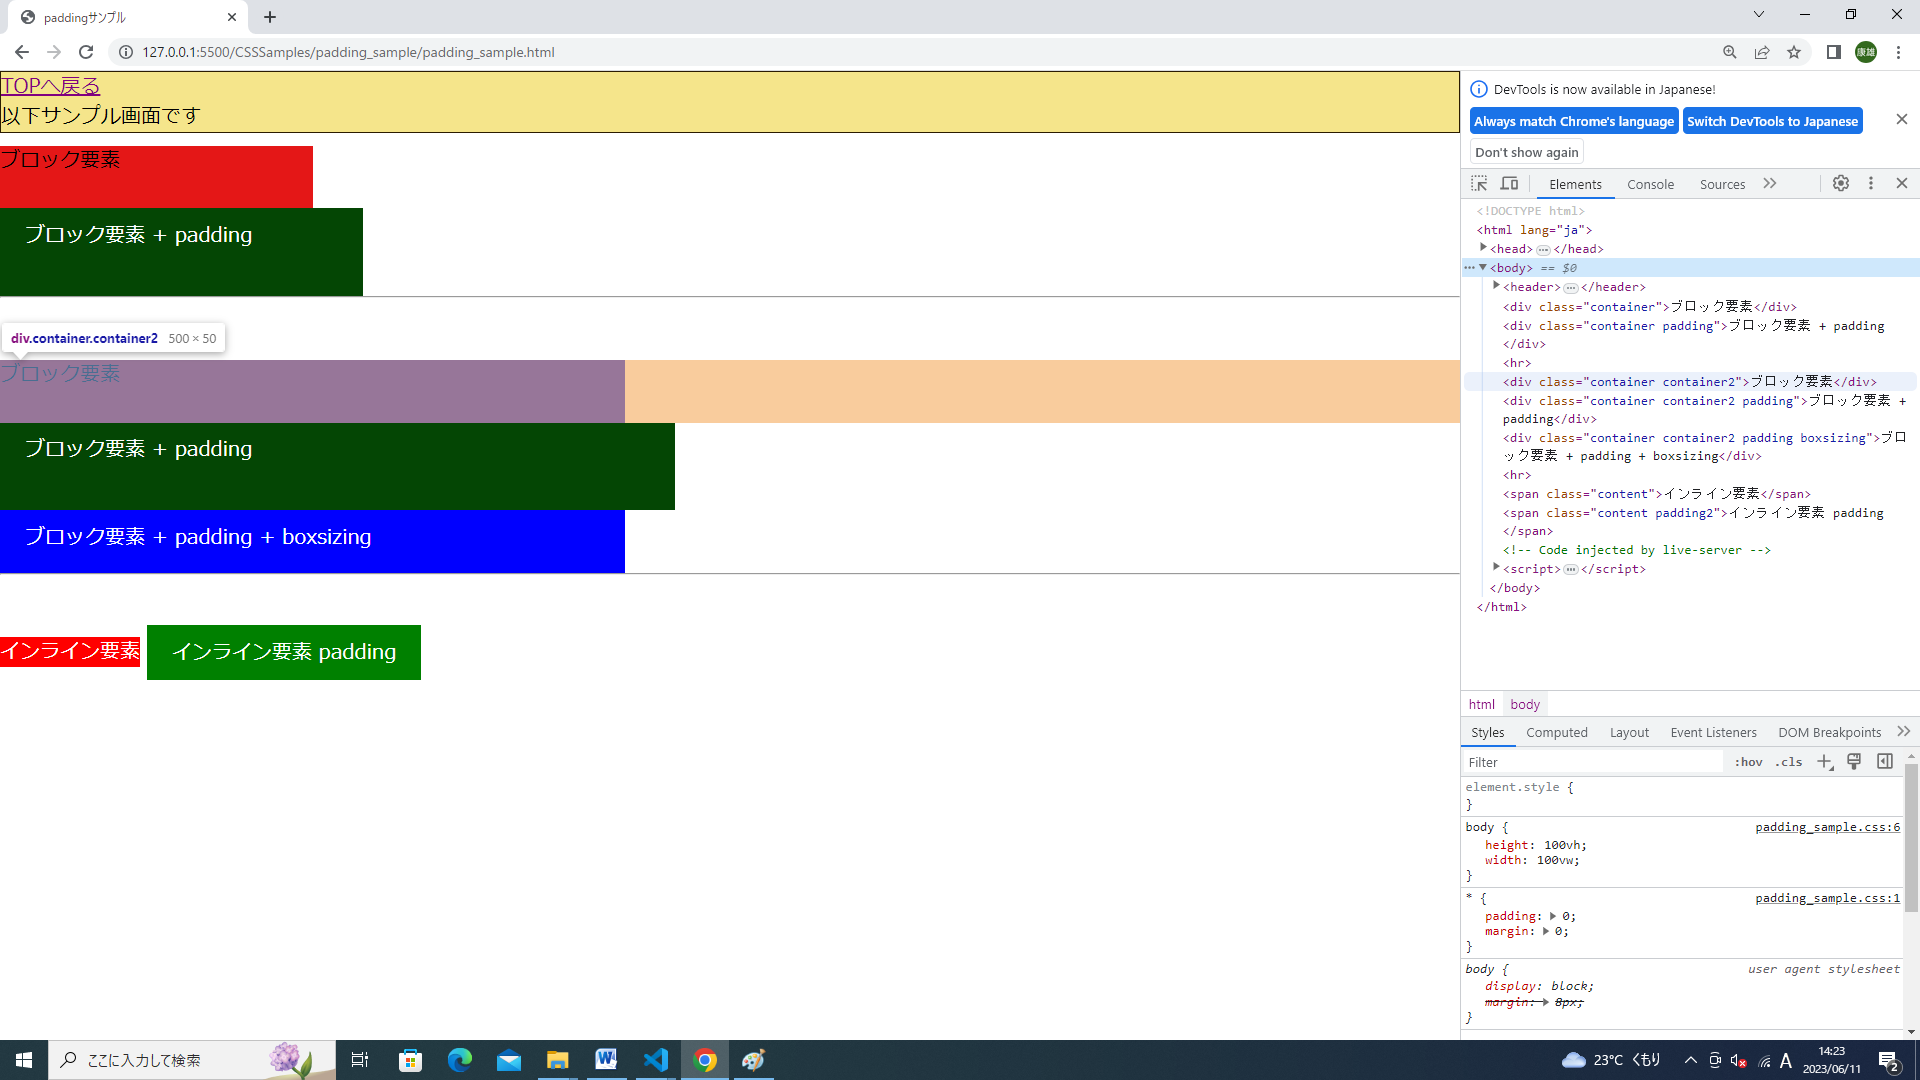 paddingサンプル
127.0.0.1:5500/CSSSamples/padding_sample/padding_sample.html
康雄
TOPへ戻る
以下サンプル画面です
ブロック要素
ブロック要素 + padding
div.container.container2 500 × 50
ブロック要素
ブロック要素 + padding
ブロック要素 + padding + boxsizing
インライン要素 インライン要素 padding
DevTools is now available in Japanese!
Always match Chrome's language Switch DevTools to Japanese
Don't show again
Elements Console Sources
<!DOCTYPE html>
<html lang="ja">
<head>…</head>
<body> == $0
<header>…</header>
<div class="container">ブロック要素</div>
<div class="container padding">ブロック要素 + padding
</div>
<hr>
<div class="container container2">ブロック要素</div>
<div class="container container2 padding">ブロック要素 +
padding</div>
<div class="container container2 padding boxsizing">ブロ
ック要素 + padding + boxsizing</div>
<hr>
<span class="content">インライン要素</span>
<span class="content padding2">インライン要素 padding
</span>
<!-- Code injected by live-server -->
<script>…</script>
</body>
</html>
html body
Styles Computed Layout Event Listeners DOM Breakpoints
Filter :hov .cls
element.style {
}
body { padding_sample.css:6
height: 100vh;
width: 100vw;
}
* { padding_sample.css:1
padding: 0;
margin: 0;
}
body { user agent stylesheet
display: block;
margin: 8px;
}
ここに入力して検索
23°C くもり
A
14:23
2023/06/11
2